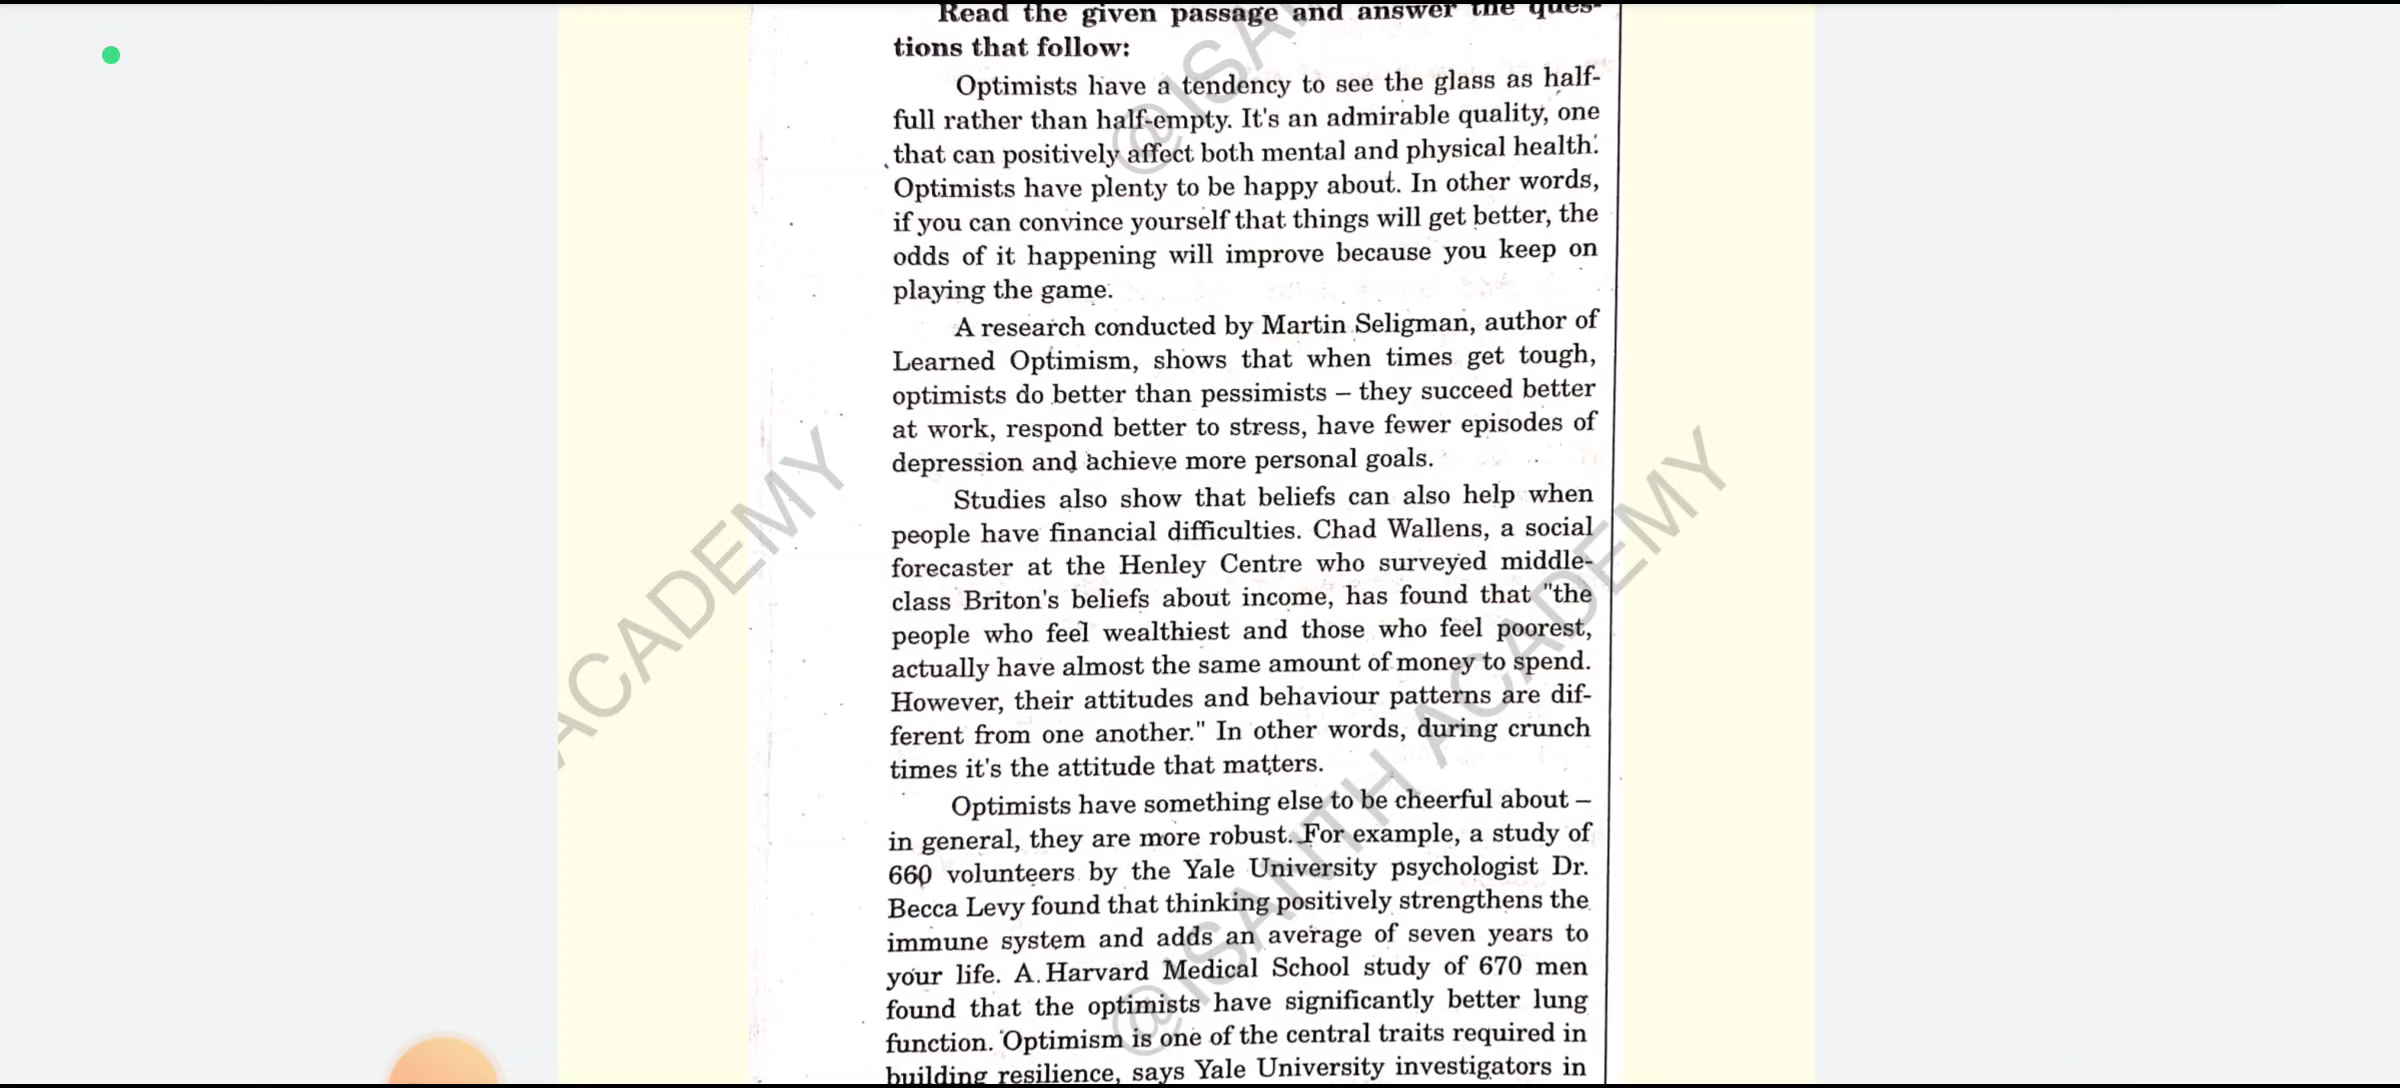 Read the given passage and answer the ques-
tions that follow:
Optimists have a tendency to see the glass as half-
full rather than half-empty. It's an admirable quality, one
that can positively affect both mental and physical health.
Optimists have plenty to be happy about. In other words,
if you can convince yourself that things will get better, the
odds of it happening will improve because you keep on
playing the game.
A research conducted by Martin Seligman, author of
Learned Optimism, shows that when times get tough,
optimists do better than pessimists – they succeed better
at work, respond better to stress, have fewer episodes of
depression and achieve more personal goals.
Studies also show that beliefs can also help when
people have financial difficulties. Chad Wallens, a social
forecaster at the Henley Centre who surveyed middle-
class Briton's beliefs about income, has found that "the
people who feel wealthiest and those who feel poorest,
actually have almost the same amount of money to spend.
However, their attitudes and behaviour patterns are dif-
ferent from one another." In other words, during crunch
times it's the attitude that matters.
Optimists have something else to be cheerful about –
in general, they are more robust. For example, a study of
660 volunteers by the Yale University psychologist Dr.
Becca Levy found that thinking positively strengthens the
immune system and adds an average of seven years to
your life. A Harvard Medical School study of 670 men
found that the optimists have significantly better lung
function. Optimism is one of the central traits required in
building resilience, says Yale University investigators in
@ISA
ACADEMY
@ISANTH ACADEMY